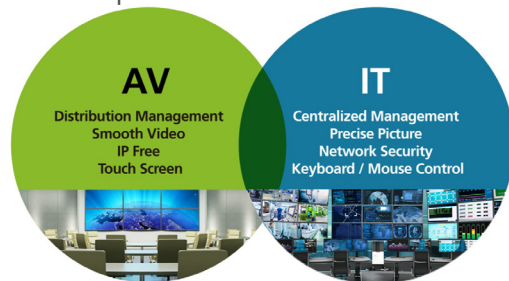 AV
Distribution Management
Smooth Video
IP Free
Touch Screen
IT
Centralized Management
Precise Picture
Network Security
Keyboard / Mouse Control